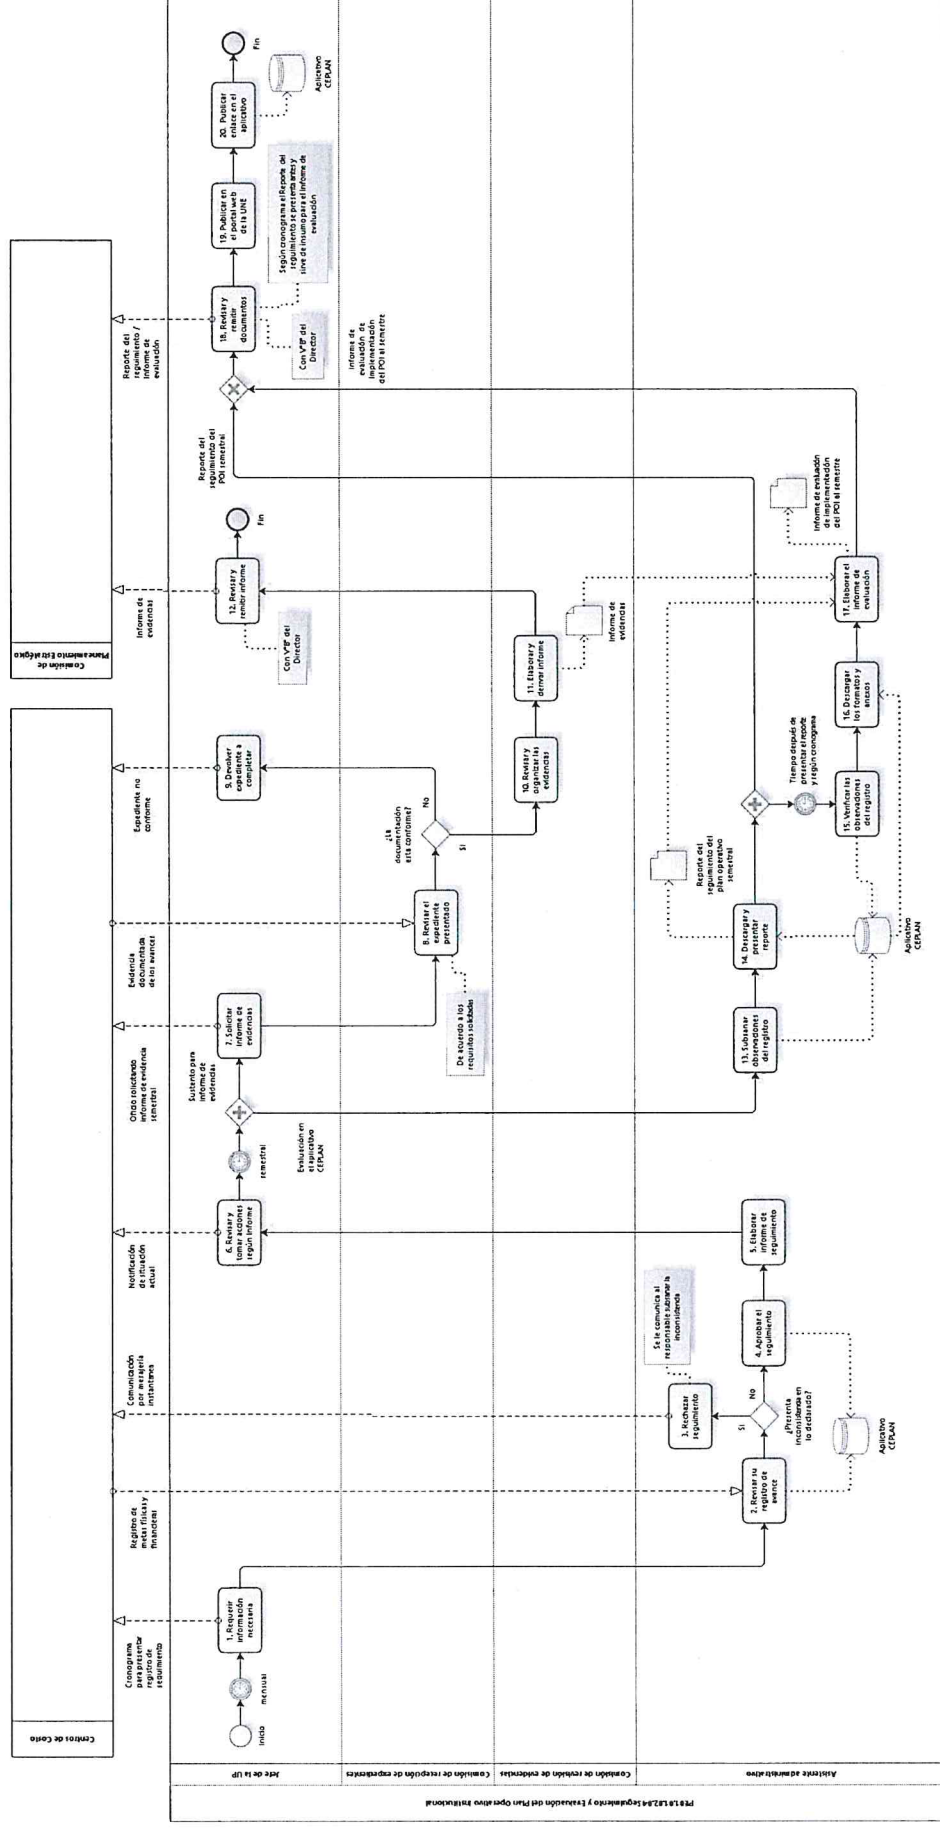 Centros de Costo
Comisión de
Planeamiento Estratégico
PE01.01.02.04 Seguimiento y Evaluación del Plan Operativo Institucional
Jefe de la UP
Comisión de recepción de expedientes
Comisión de revisión de evidencias
Asistente administrativo
Inicio
mensual
1. Requerir
información
necesaria
Cronograma
para presentar
registro de
seguimiento
Registro de
metas físicas y
financieras
2. Revisar su
registro de
avance
Aplicativo
CEPLAN
¿Presenta
inconsistencia en
lo declarado?
Si
No
3. Rechazar
seguimiento
Se le comunica al
responsable subsanar la
inconsistencia
Comunicación
por mesajería
instantanea
4. Aprobar el
seguimiento
5. Elaborar
informe de
seguimiento
6. Revisar y
tomar acciones
según informe
Notificación
de situación
actual
semestral
Evaluación en
el aplicativo
CEPLAN
Sustento para
informe de
evidencias
7. Solicitar
informe de
evidencias
Oficio solicitando
informe de evidencia
semestral
Evidencia
documentada
de los avances
8. Revisar el
expediente
presentado
De acuerdo a los
requisitos solicitados
¿La
documentación
esta conforme?
No
Si
9. Devolver
expediente a
completar
Expediente no
conforme
10. Revisar y
organizar las
evidencias
11. Elaborar y
derivar informe
Informe de
evidencias
12. Revisar y
remitir informe
Con V°B° del
Director
Informe de
evidencias
Fin
13. Subsanar
observaciones
del registro
14. Descargar y
presentar
reporte
Aplicativo
CEPLAN
Reporte del
seguimiento del
plan operativo
semestral
Tiempo después de
presentar el reporte
y según cronograma
15. Verificar las
observaciones
del registro
16. Descargar
los formatos y
anexos
17. Elaborar el
informe de
evaluación
Informe de evaluación
de implementación
del POI al semestre
Reporte del
seguimiento del
POI semestral
Informe de
evaluación de
implementación
del POI al semestre
18. Revisar y
remitir
documentos
Con V°B° del
Director
Según cronograma el Reporte del
seguimiento se presenta antes y
sirve de insumo para el Informe de
evaluación
Reporte del
seguimiento /
Informe de
evaluación
19. Publicar en
el portal web
de la UNE
20. Publicar
enlace en el
aplicativo
Aplicativo
CEPLAN
Fin